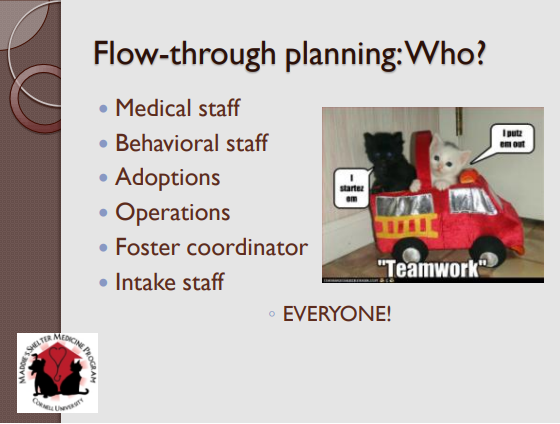 Flow-through planning: Who?
Medical staff
Behavioral staff
Adoptions
Operations
Foster coordinator
Intake staff
EVERYONE!
I
startez
em
I putz
em out
"Teamwork"
MADDIE'S SHELTER MEDICINE PROGRAM
CORNELL UNIVERSITY